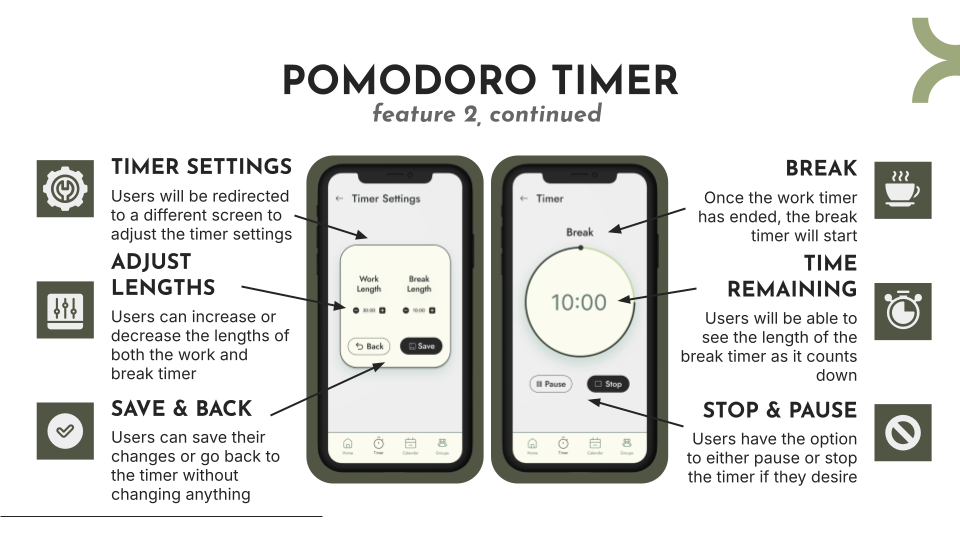 POMODORO TIMER
feature 2, continued
TIMER SETTINGS
Users will be redirected
to a different screen to
adjust the timer settings
ADJUST
LENGTHS
Users can increase or
decrease the lengths of
both the work and
break timer
SAVE & BACK
Users can save their
changes or go back to
the timer without
changing anything
← Timer Settings
Work
Length
Break
Length
10:00
Back
Save
Home
Timer
Calendar
Groups
← Timer
Break
10:00
Pause
Stop
Home
Timer
Calendar
Groups
BREAK
Once the work timer
has ended, the break
timer will start
TIME
REMAINING
Users will be able to
see the length of the
break timer as it counts
down
STOP & PAUSE
Users have the option
to either pause or stop
the timer if they desire